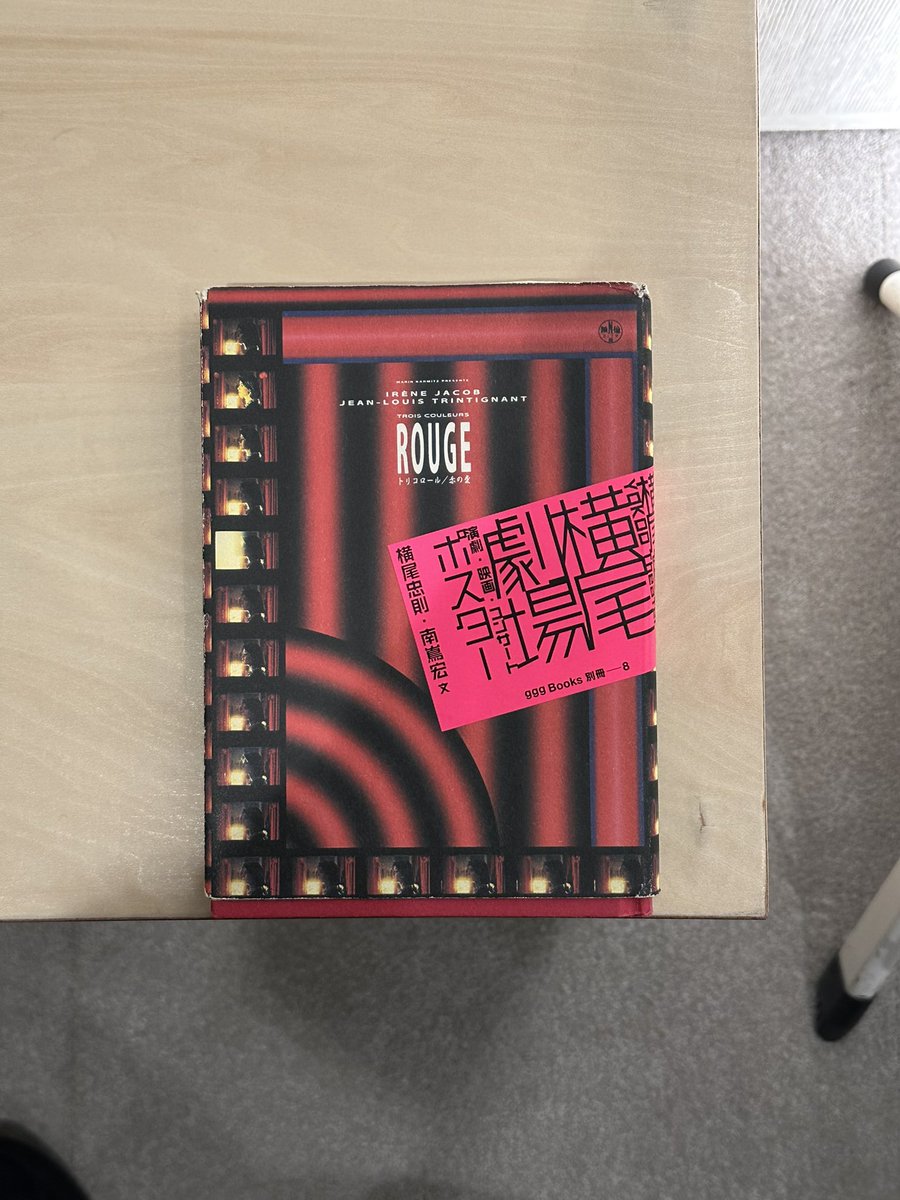 MARIN KARMITZ PRESENTE
IRÈNE JACOB
JEAN-LOUIS TRINTIGNANT
TROIS COULEURS
ROUGE
トリコロール/赤の愛
横尾
劇場
演劇・映画・コンサート
ポスター
横尾忠則・南嶌宏 文
ggg Books 別冊—8